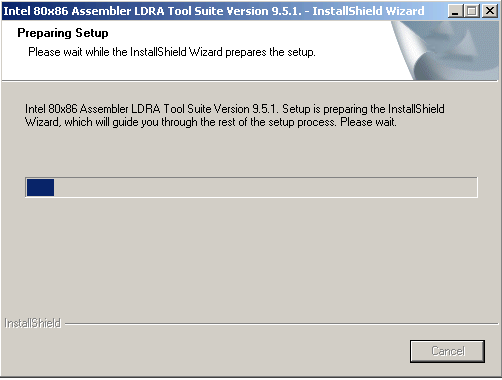 Intel 80x86 Assembler LDRA Tool Suite Version 9.5.1. - InstallShield Wizard
Preparing Setup
Please wait while the InstallShield Wizard prepares the setup.
Intel 80x86 Assembler LDRA Tool Suite Version 9.5.1. Setup is preparing the InstallShield
Wizard, which will guide you through the rest of the setup process. Please wait.
InstallShield
Cancel